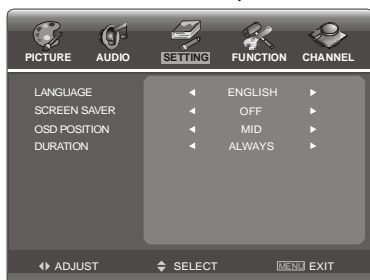 PICTURE AUDIO SETTING FUNCTION CHANNEL
LANGUAGE ENGLISH
SCREEN SAVER OFF
OSD POSITION MID
DURATION ALWAYS
ADJUST SELECT MENU EXIT